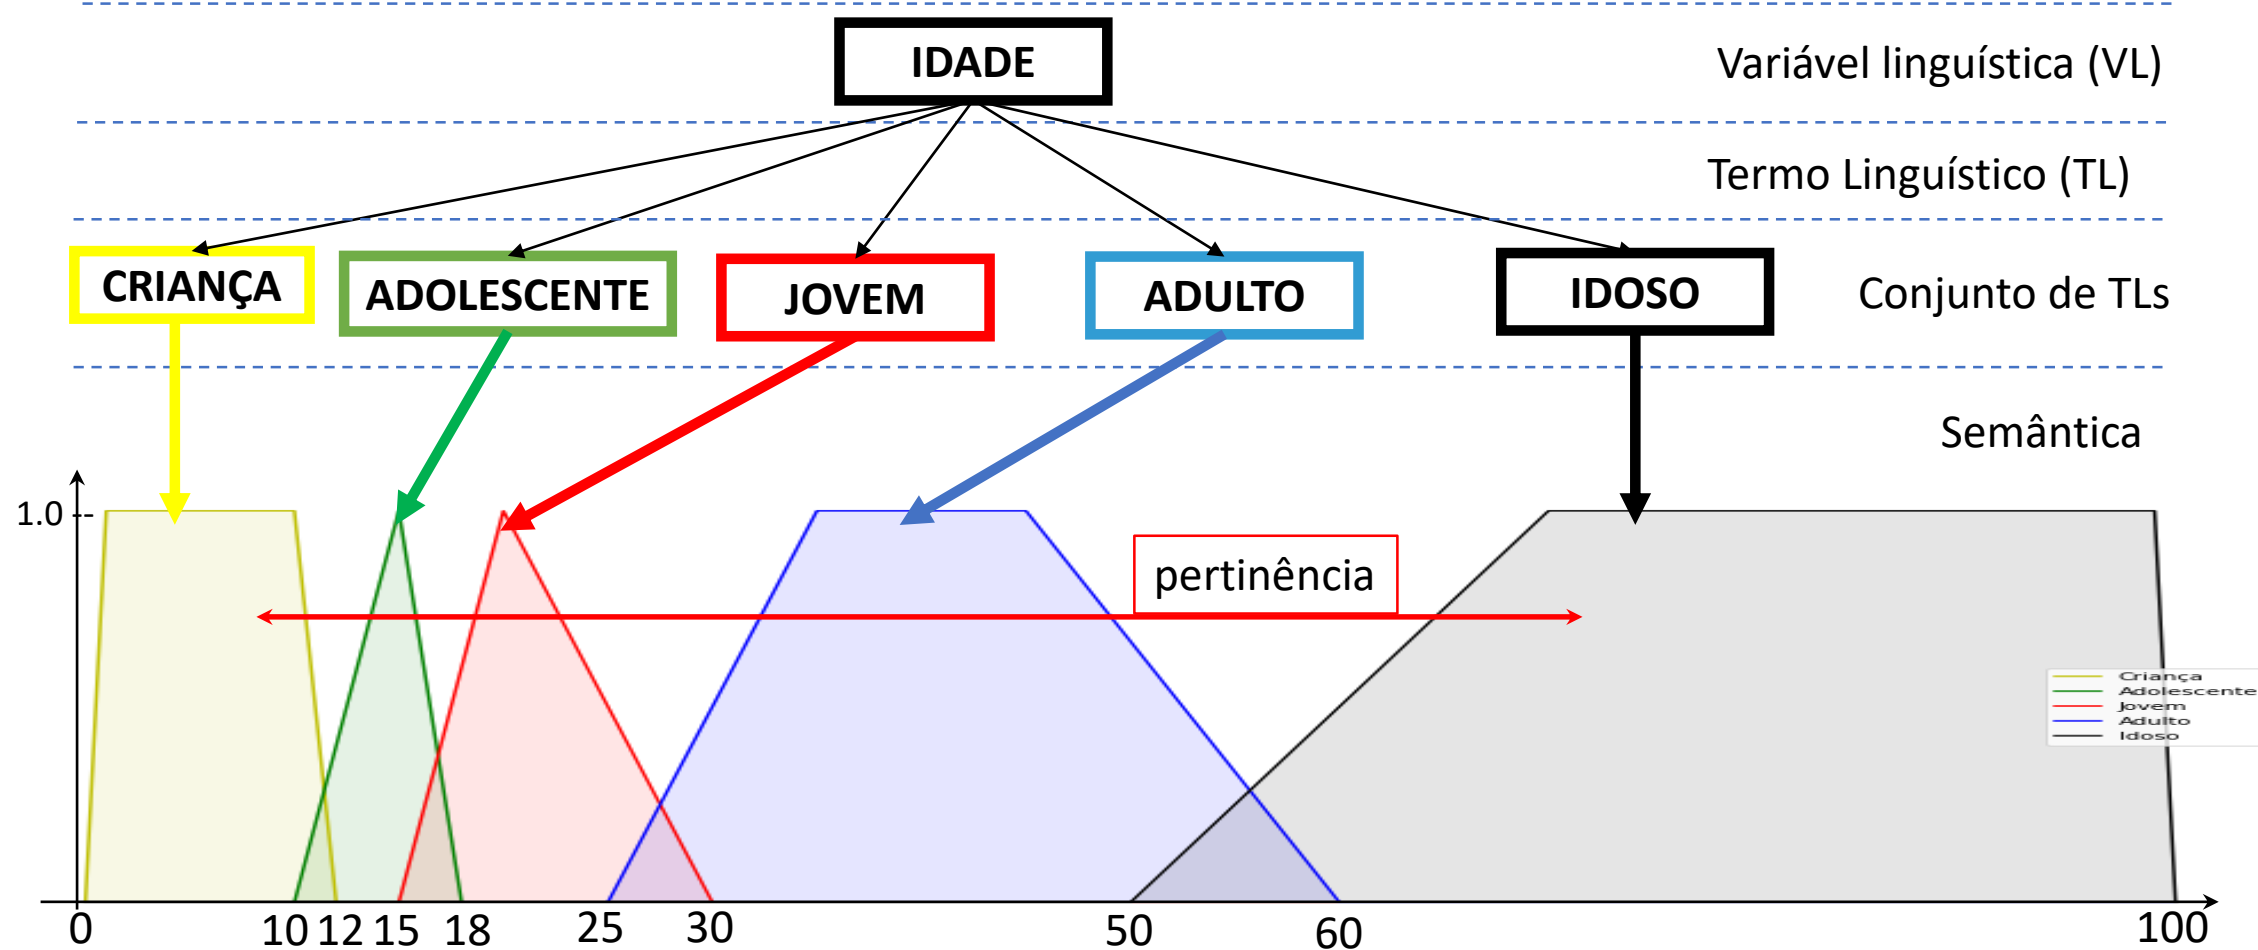 IDADE
Variável linguística (VL)
Termo Linguístico (TL)
CRIANÇA
ADOLESCENTE
JOVEM
ADULTO
IDOSO
Conjunto de TLs
Semântica
1.0
pertinência
Criança
Adolescente
Jovem
Adulto
Idoso
0 10 12 15 18 25 30 50 60 100